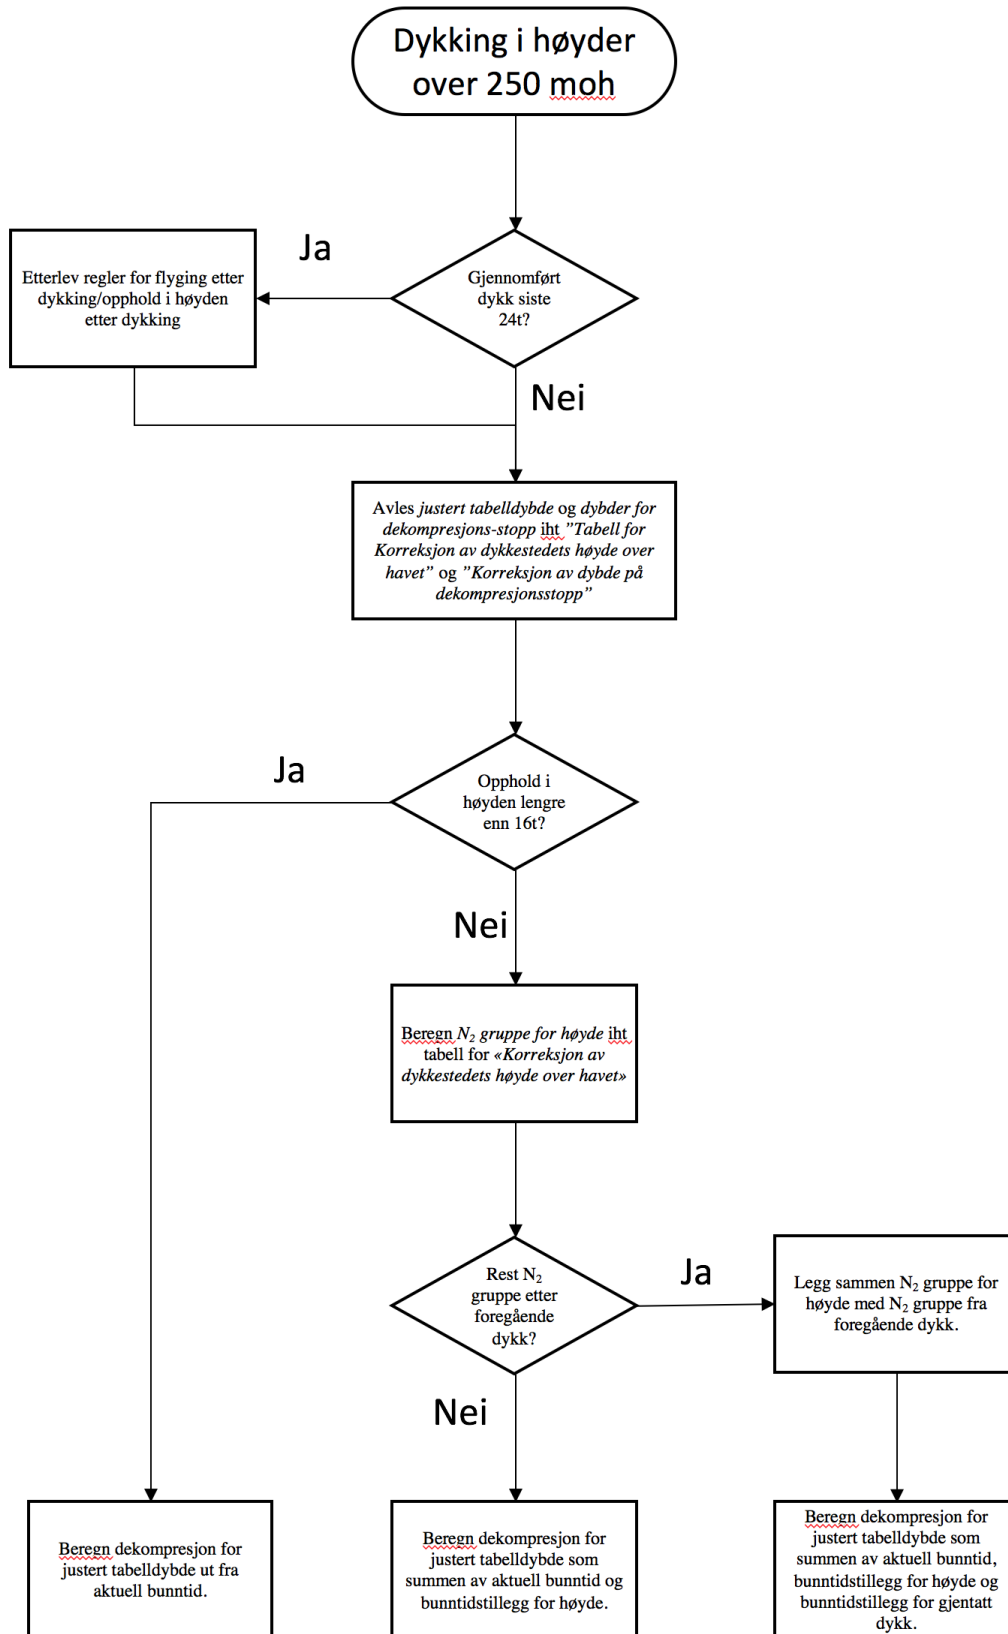 Dykking i høyder
over 250 moh
Ja
Gjennomført
dykk siste
24t?
Etterlev regler for flyging etter
dykking/opphold i høyden
etter dykking
Nei
Avles justert tabelldybde og dybder for
dekompresjons-stopp iht ”Tabell for
Korreksjon av dykkestedets høyde over
havet” og ”Korreksjon av dybde på
dekompresjonsstopp”
Ja
Opphold i
høyden lengre
enn 16t?
Nei
Beregn N₂ gruppe for høyde iht
tabell for «Korreksjon av
dykkestedets høyde over havet»
Rest N₂
gruppe etter
foregående
dykk?
Ja
Legg sammen N₂ gruppe for
høyde med N₂ gruppe fra
foregående dykk.
Nei
Beregn dekompresjon for
justert tabelldybde ut fra
aktuell bunntid.
Beregn dekompresjon for
justert tabelldybde som
summen av aktuell bunntid og
bunntidstillegg for høyde.
Beregn dekompresjon for
justert tabelldybde som
summen av aktuell bunntid,
bunntidstillegg for høyde og
bunntidstillegg for gjentatt
dykk.